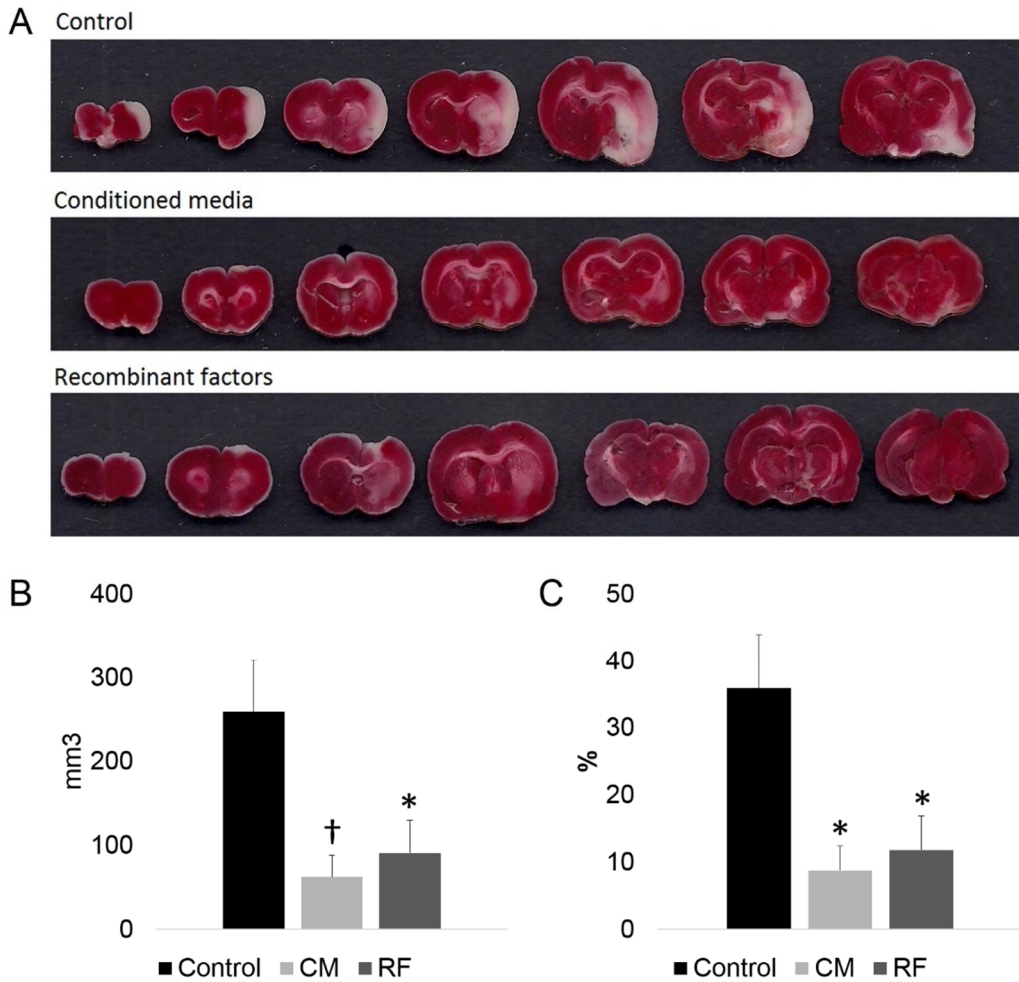 A
Control
Conditioned media
Recombinant factors
B
400
300
200
100
0
mm3
†
*
■ Control ■ CM ■ RF
C
50
40
30
20
10
0
%
*
*
■ Control ■ CM ■ RF